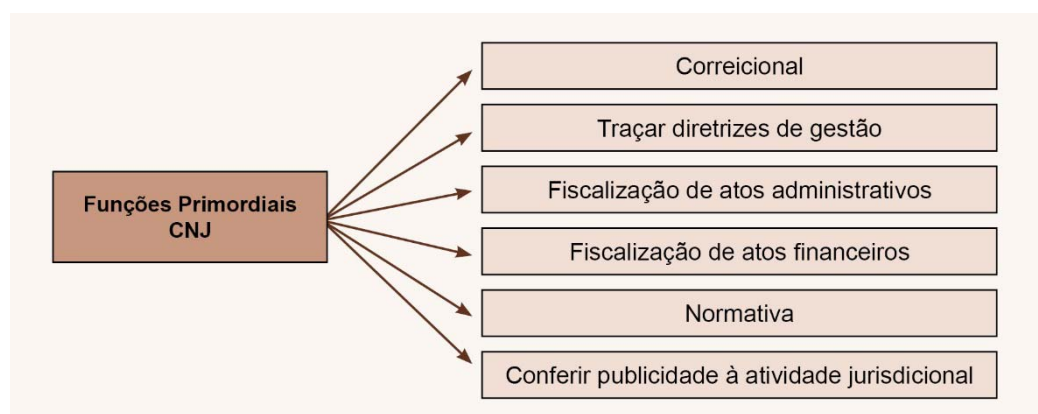 Funções Primordiais
CNJ
Correicional
Traçar diretrizes de gestão
Fiscalização de atos administrativos
Fiscalização de atos financeiros
Normativa
Conferir publicidade à atividade jurisdicional